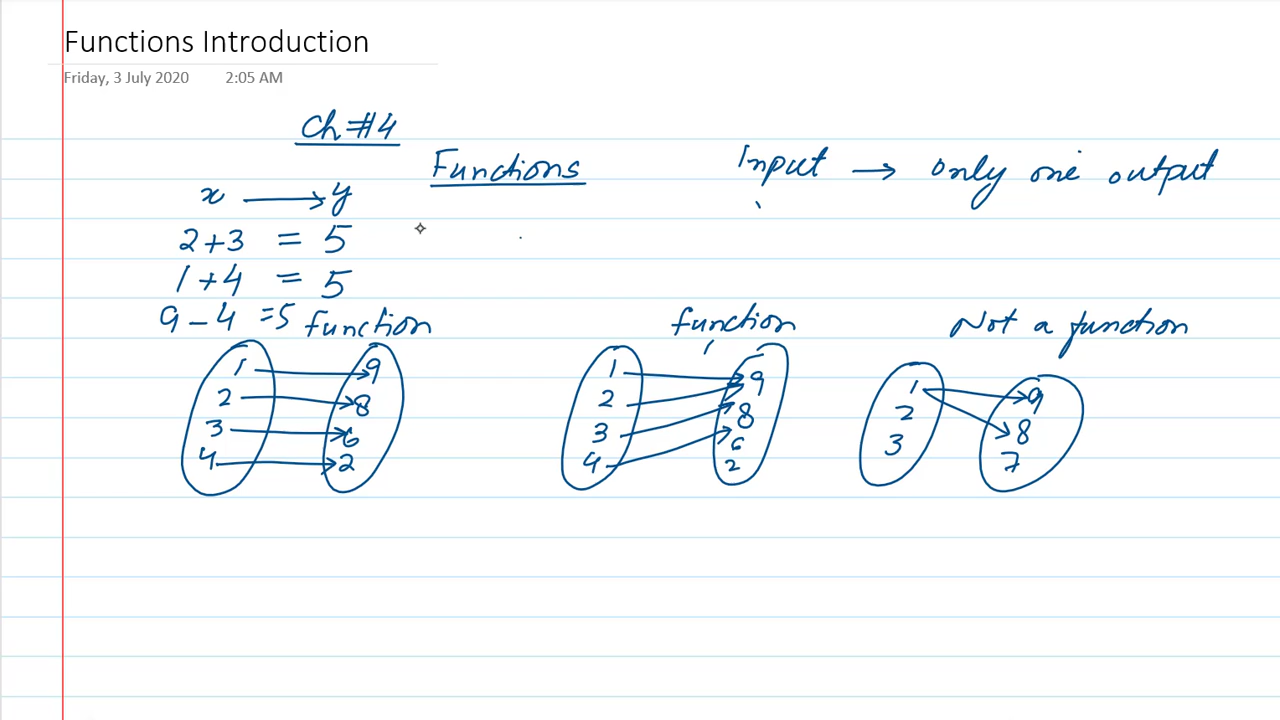 Functions Introduction
Friday, 3 July 2020 2:05 AM
Ch #4
Functions
Input → only one output
x → y
2+3 = 5
1+4 = 5
9-4 =5
function
function
Not a function
1 9
2 8
3 6
4 2
1 9
2 8
3 6
4 2
1 9
2 8
3 7